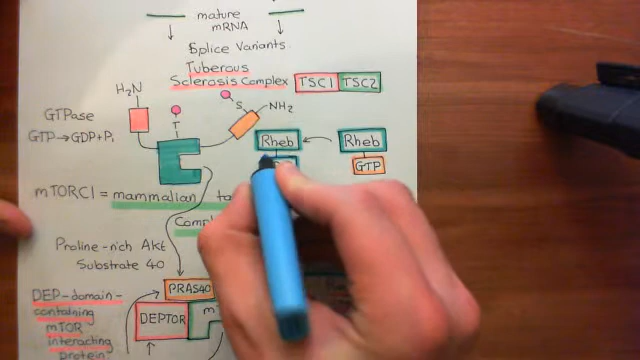 mature
mRNA
Splice Variants
Tuberous
Sclerosis Complex
TSC1 TSC2
H₂N
S
NH₂
GTPase
T
GTP→GDP+Pi
Rheb
Rheb
GTP
mTORC1 = mammalian
Proline-rich Akt
Substrate 40
PRAS40
DEP-domain-
containing
mTOR
interacting
protein
DEPTOR
m